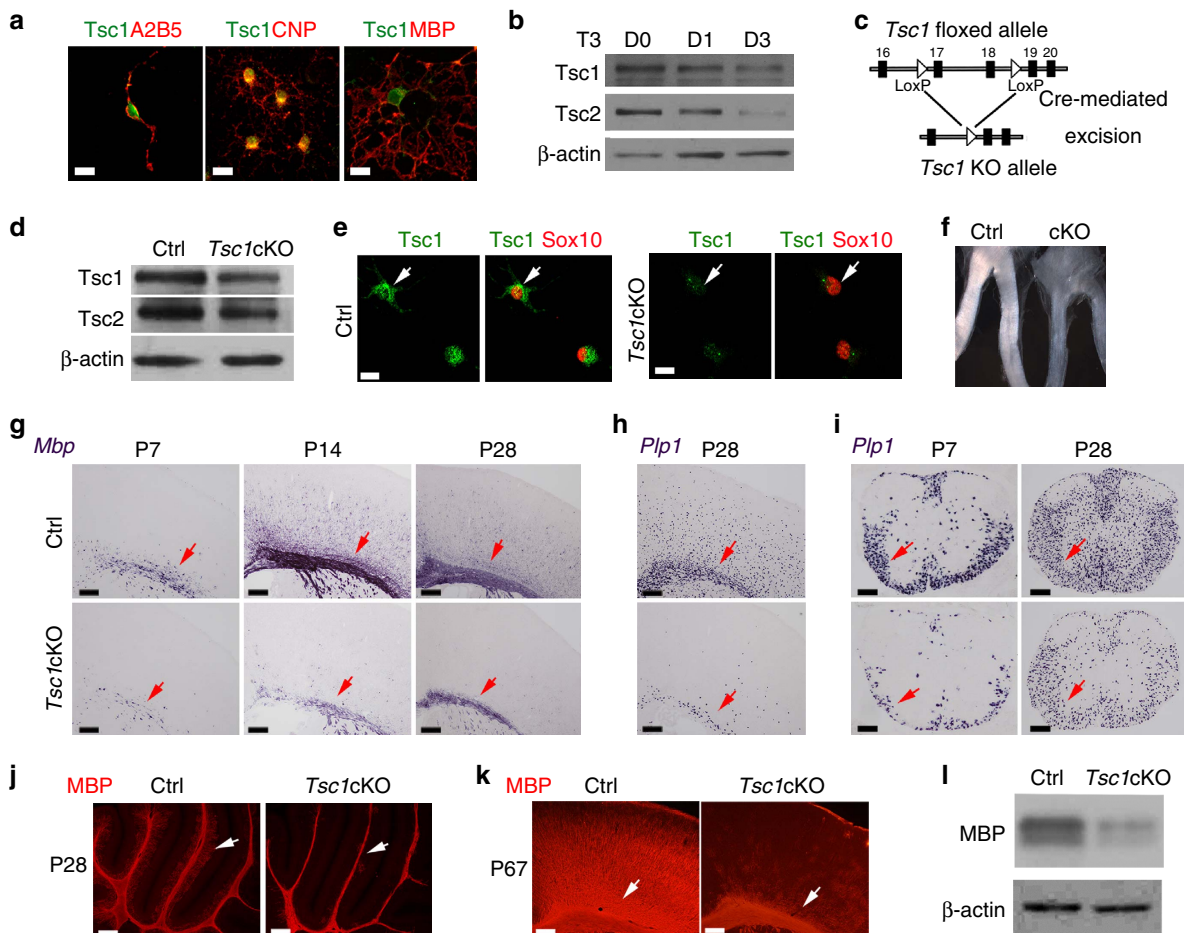 a
Tsc1A2B5 Tsc1CNP Tsc1MBP
b
T3 D0 D1 D3
Tsc1
Tsc2
β-actin
c
Tsc1 floxed allele
16 17 18 19 20
LoxP LoxP
Cre-mediated
excision
Tsc1 KO allele
d
Ctrl Tsc1cKO
Tsc1
Tsc2
β-actin
e
Tsc1 Tsc1 Sox10 Tsc1 Tsc1 Sox10
Ctrl
Tsc1cKO
f
Ctrl cKO
g
Mbp
P7 P14 P28
Ctrl
Tsc1cKO
h
Plp1
P28
i
Plp1
P7 P28
j
MBP Ctrl Tsc1cKO
P28
k
MBP Ctrl Tsc1cKO
P67
l
Ctrl Tsc1cKO
MBP
β-actin